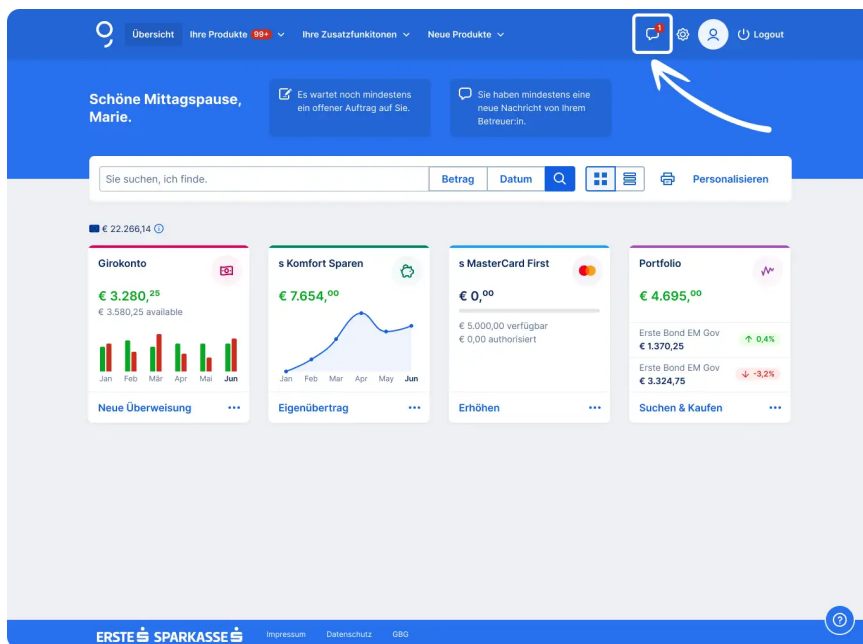 Übersicht Ihre Produkte 99+ Ihre Zusatzfunkitonen Neue Produkte 1 Logout
Schöne Mittagspause,
Marie.
Es wartet noch mindestens
ein offener Auftrag auf Sie.
Sie haben mindestens eine
neue Nachricht von Ihrem
Betreuer:in.
Sie suchen, ich finde. Betrag Datum Personalisieren
€ 22.266,14
Girokonto
€ 3.280,25
€ 3.580,25 available
Jan Feb Mär Apr Mai Jun
Neue Überweisung
s Komfort Sparen
€ 7.654,00
Jan Feb Mar Apr May Jun
Eigenübertrag
s MasterCard First
€ 0,00
€ 5.000,00 verfügbar
€ 0,00 authorisiert
Erhöhen
Portfolio
€ 4.695,00
Erste Bond EM Gov
€ 1.370,25
0,4%
Erste Bond EM Gov
€ 3.324,75
-3,2%
Suchen & Kaufen
ERSTE SPARKASSE Impressum Datenschutz GBG